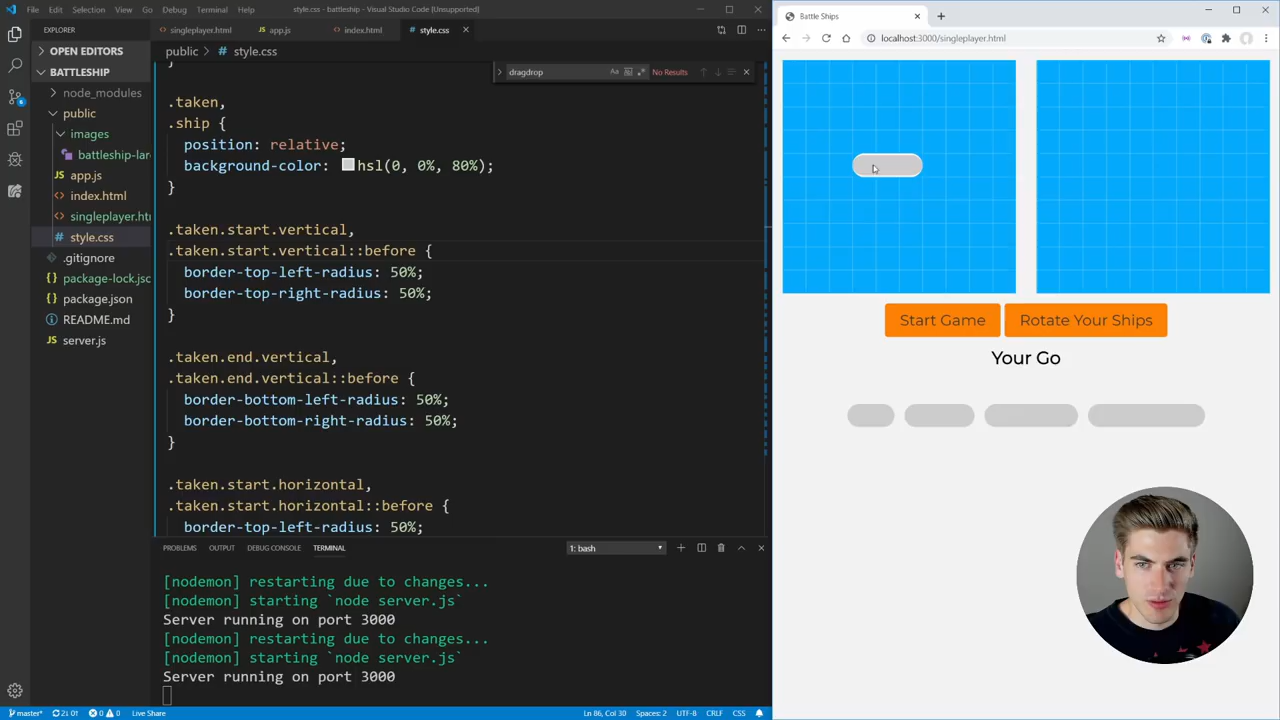 File Edit Selection View Go Debug Terminal Help
style.css - battleship - Visual Studio Code [Unsupported]
Battle Ships
EXPLORER
singleplayer.html app.js index.html style.css
localhost:3000/singleplayer.html
OPEN EDITORS
public > # style.css
BATTLESHIP
dragdrop
Aa
No Results
node_modules
public
images
battleship-lar
app.js
index.html
singleplayer.htm
# style.css
.gitignore
{} package-lock.jsc
{} package.json
README.md
server.js
}
.taken,
.ship {
position: relative;
background-color: hsl(0, 0%, 80%);
}
.taken.start.vertical,
.taken.start.vertical::before {
border-top-left-radius: 50%;
border-top-right-radius: 50%;
}
.taken.end.vertical,
.taken.end.vertical::before {
border-bottom-left-radius: 50%;
border-bottom-right-radius: 50%;
}
.taken.start.horizontal,
.taken.start.horizontal::before {
border-top-left-radius: 50%;
Start Game
Rotate Your Ships
Your Go
PROBLEMS OUTPUT DEBUG CONSOLE TERMINAL
1: bash
[nodemon] restarting due to changes...
[nodemon] starting `node server.js`
Server running on port 3000
[nodemon] restarting due to changes...
[nodemon] starting `node server.js`
Server running on port 3000
master* 2↓ 0↑ 0 0 Live Share
Ln 86, Col 30 Spaces: 2 UTF-8 CRLF CSS